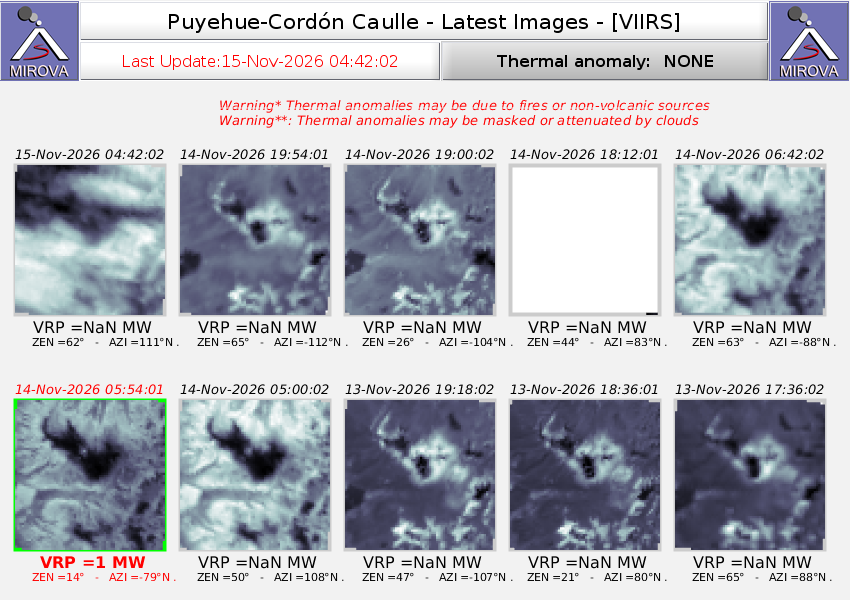 Puyehue-Cordón Caulle - Latest Images - [VIIRS]
MIROVA
Last Update:15-Nov-2026 04:42:02
Thermal anomaly: NONE
MIROVA
Warning* Thermal anomalies may be due to fires or non-volcanic sources
Warning**: Thermal anomalies may be masked or attenuated by clouds
15-Nov-2026 04:42:02
14-Nov-2026 19:54:01
14-Nov-2026 19:00:02
14-Nov-2026 18:12:01
14-Nov-2026 06:42:02
VRP =NaN MW
VRP =NaN MW
VRP =NaN MW
VRP =NaN MW
VRP =NaN MW
ZEN =62° - AZI =111°N .
ZEN =65° - AZI =-112°N .
ZEN =26° - AZI =-104°N .
ZEN =44° - AZI =83°N .
ZEN =63° - AZI =-88°N .
14-Nov-2026 05:54:01
14-Nov-2026 05:00:02
13-Nov-2026 19:18:02
13-Nov-2026 18:36:01
13-Nov-2026 17:36:02
VRP =1 MW
VRP =NaN MW
VRP =NaN MW
VRP =NaN MW
VRP =NaN MW
ZEN =14° - AZI =-79°N .
ZEN =50° - AZI =108°N .
ZEN =47° - AZI =-107°N .
ZEN =21° - AZI =80°N .
ZEN =65° - AZI =88°N .